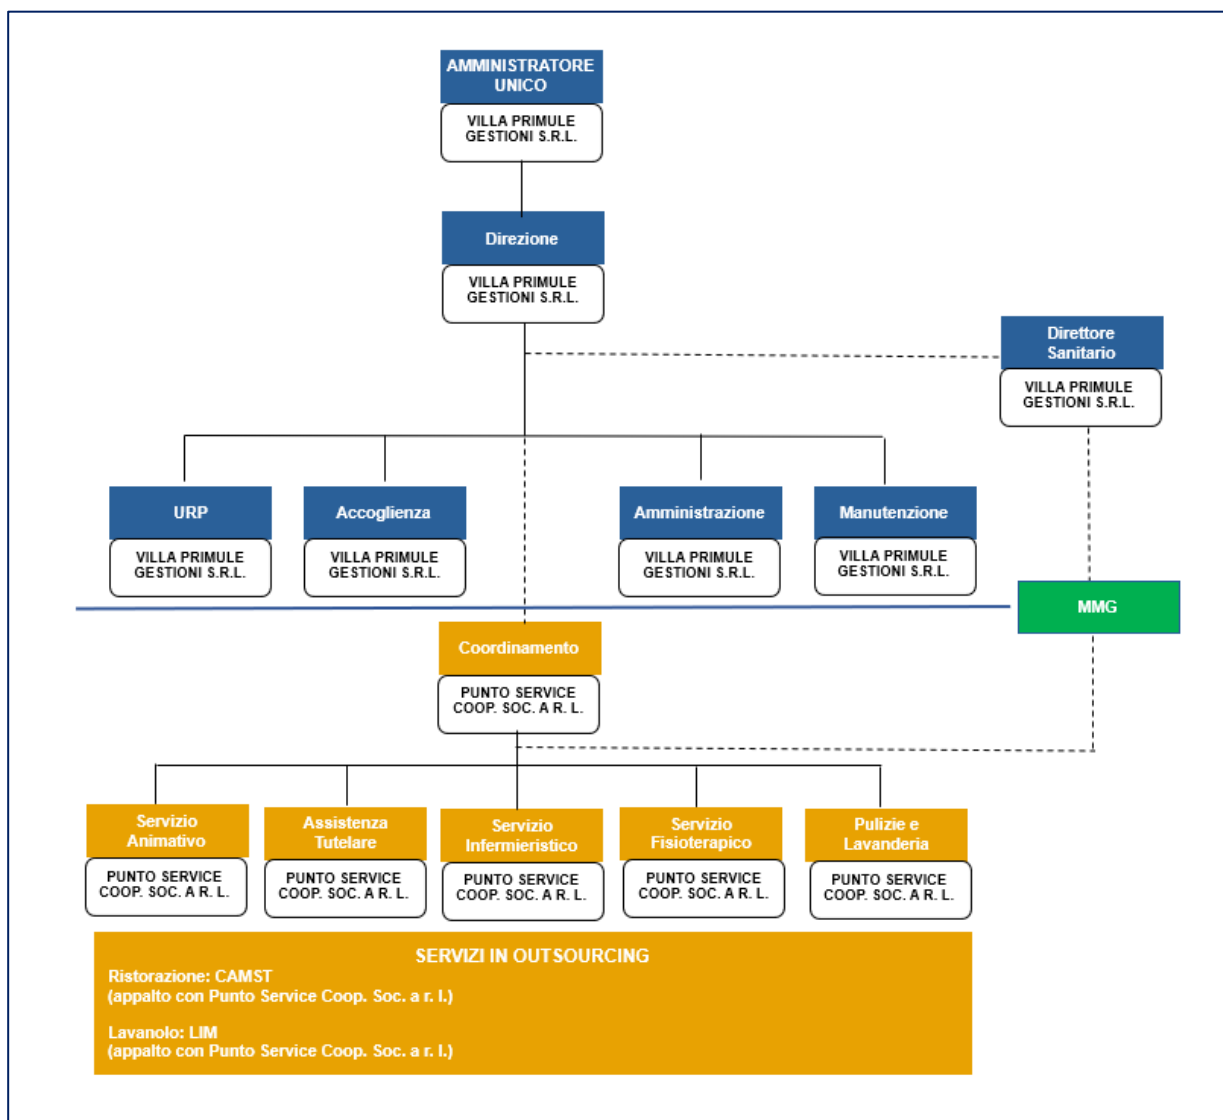 AMMINISTRATORE
UNICO
VILLA PRIMULE
GESTIONI S.R.L.
Direzione
VILLA PRIMULE
GESTIONI S.R.L.
Direttore
Sanitario
VILLA PRIMULE
GESTIONI S.R.L.
URP
VILLA PRIMULE
GESTIONI S.R.L.
Accoglienza
VILLA PRIMULE
GESTIONI S.R.L.
Amministrazione
VILLA PRIMULE
GESTIONI S.R.L.
Manutenzione
VILLA PRIMULE
GESTIONI S.R.L.
MMG
Coordinamento
PUNTO SERVICE
COOP. SOC. A R. L.
Servizio
Animativo
PUNTO SERVICE
COOP. SOC. A R. L.
Assistenza
Tutelare
PUNTO SERVICE
COOP. SOC. A R. L.
Servizio
Infermieristico
PUNTO SERVICE
COOP. SOC. A R. L.
Servizio
Fisioterapico
PUNTO SERVICE
COOP. SOC. A R. L.
Pulizie e
Lavanderia
PUNTO SERVICE
COOP. SOC. A R. L.
SERVIZI IN OUTSOURCING
Ristorazione: CAMST
(appalto con Punto Service Coop. Soc. a r. l.)
Lavanolo: LIM
(appalto con Punto Service Coop. Soc. a r. l.)